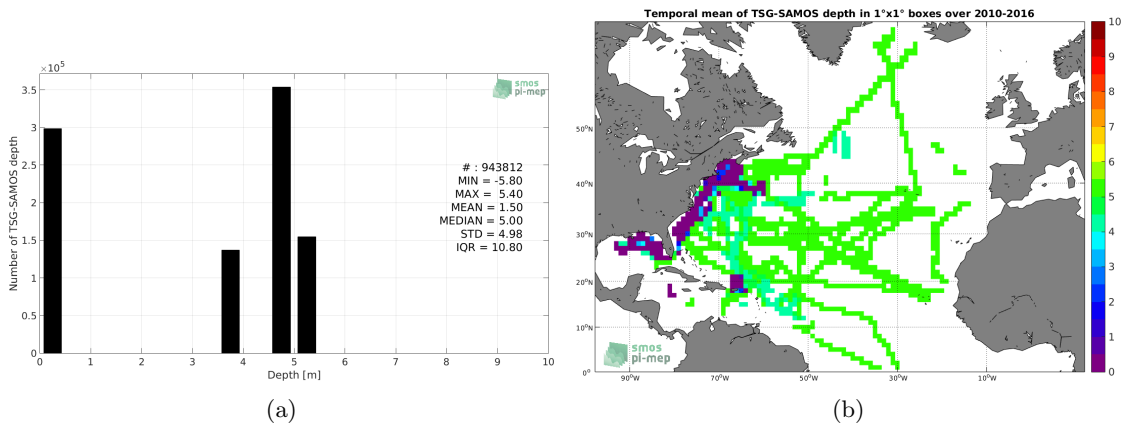 ×10⁵
4
3.5
3
2.5
2
1.5
1
0.5
0
Number of TSG-SAMOS depth
smos
pi-mep
# : 943812
MIN = -5.80
MAX = 5.40
MEAN = 1.50
MEDIAN = 5.00
STD = 4.98
IQR = 10.80
0 1 2 3 4 5 6 7 8 9 10
Depth [m]
(a)
Temporal mean of TSG-SAMOS depth in 1°x1° boxes over 2010-2016
50°N
40°N
30°N
20°N
10°N
0°
90°W 70°W 50°W 30°W 10°W
smos
pi-mep
10
9
8
7
6
5
4
3
2
1
0
(b)